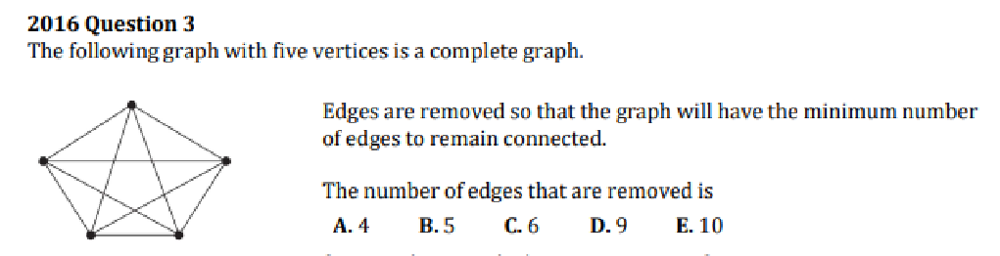 2016 Question 3
The following graph with five vertices is a complete graph.
Edges are removed so that the graph will have the minimum number
of edges to remain connected.
The number of edges that are removed is
A. 4 B. 5 C. 6 D. 9 E. 10